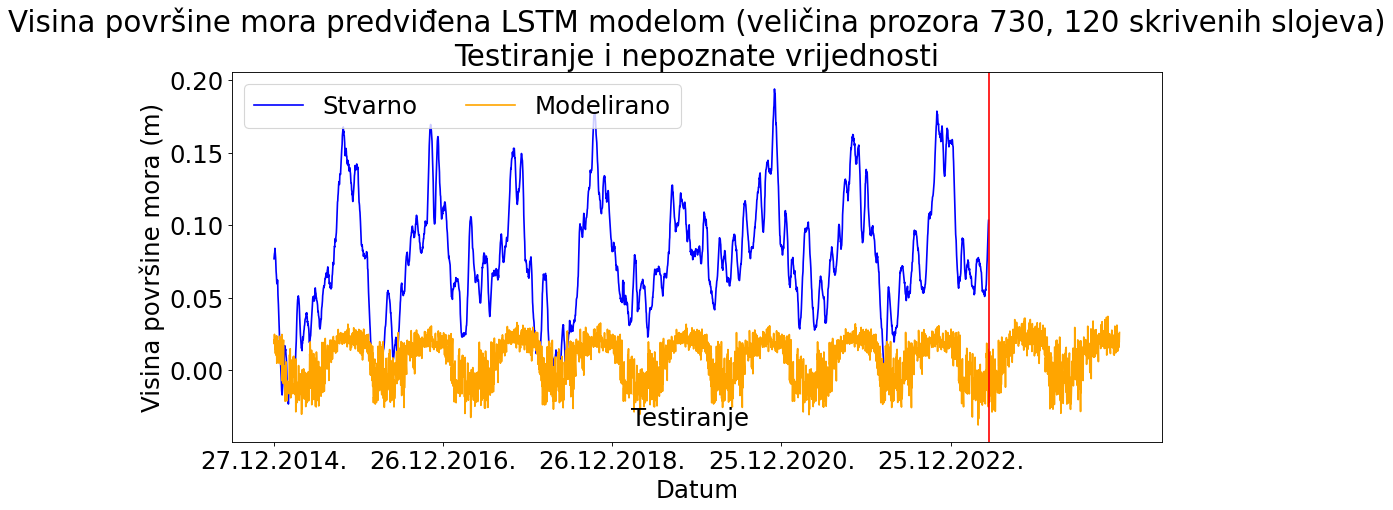 Visina površine mora predviđena LSTM modelom (veličina prozora 730, 120 skrivenih slojeva)
Testiranje i nepoznate vrijednosti
Stvarno Modelirano
Visina površine mora (m)
0.20
0.15
0.10
0.05
0.00
Testiranje
27.12.2014. 26.12.2016. 26.12.2018. 25.12.2020. 25.12.2022.
Datum